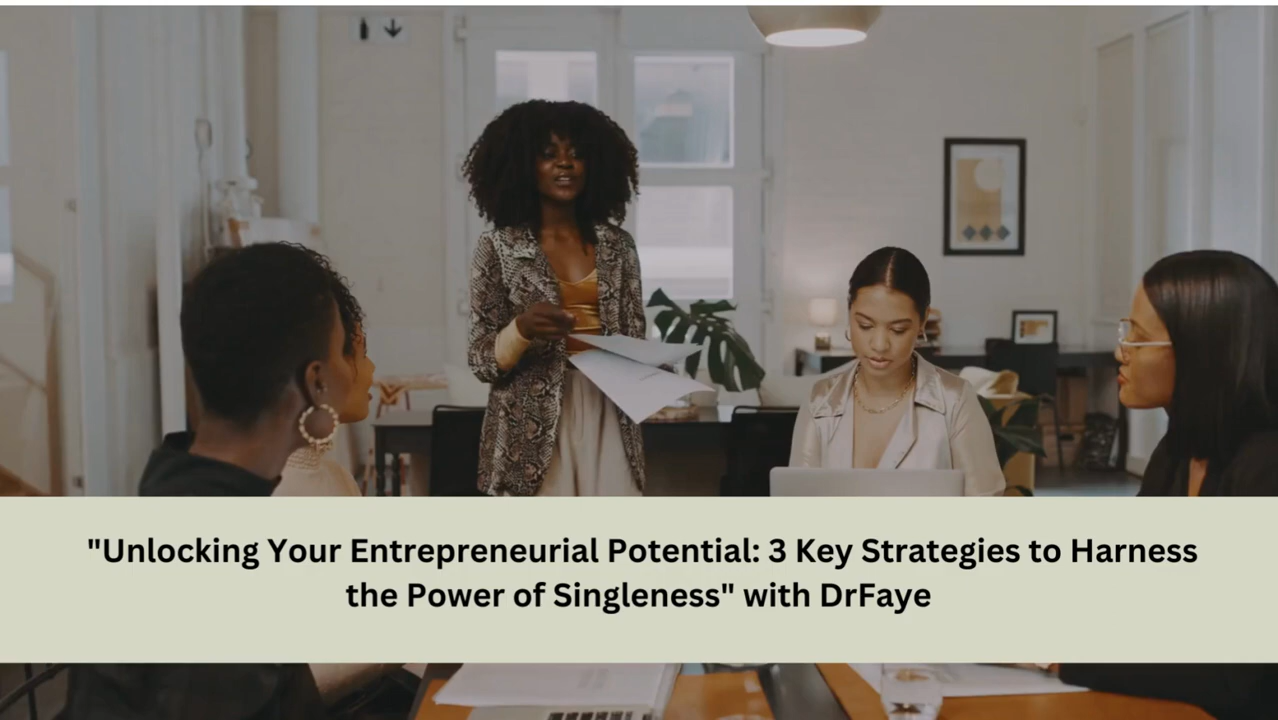 "Unlocking Your Entrepreneurial Potential: 3 Key Strategies to Harness
the Power of Singleness" with DrFaye